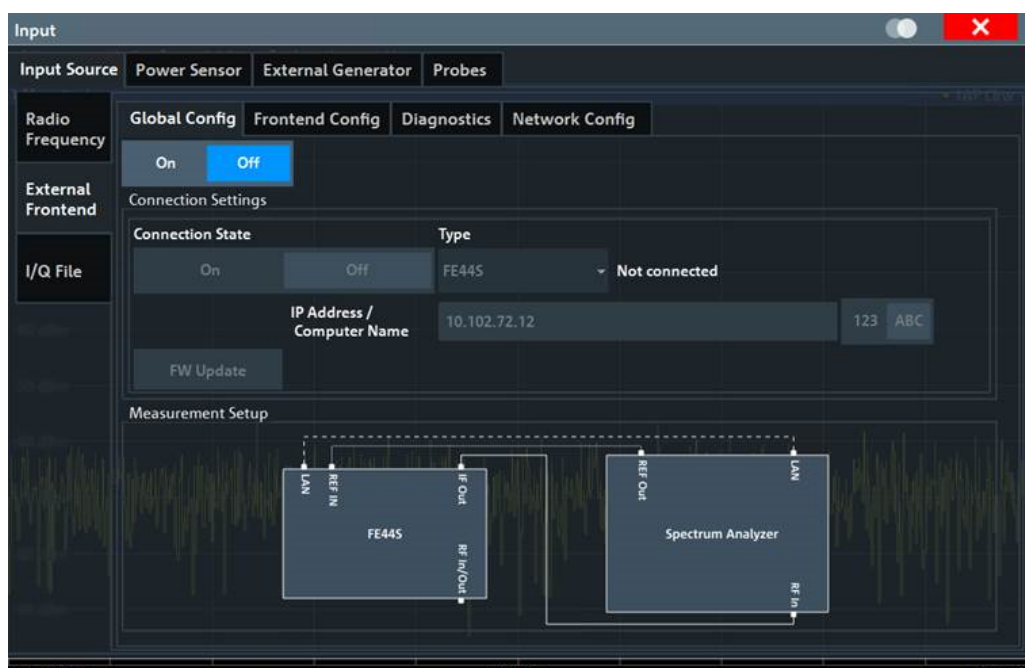 Input
Input Source Power Sensor External Generator Probes
Radio
Frequency
External
Frontend
I/Q File
Global Config Frontend Config Diagnostics Network Config
On Off
Connection Settings
Connection State Type
On Off FE44S Not connected
IP Address /
Computer Name 10.102.72.12 123 ABC
FW Update
Measurement Setup
LAN REF IN IF Out REF Out LAN
FE44S Spectrum Analyzer
RF In/Out RF In